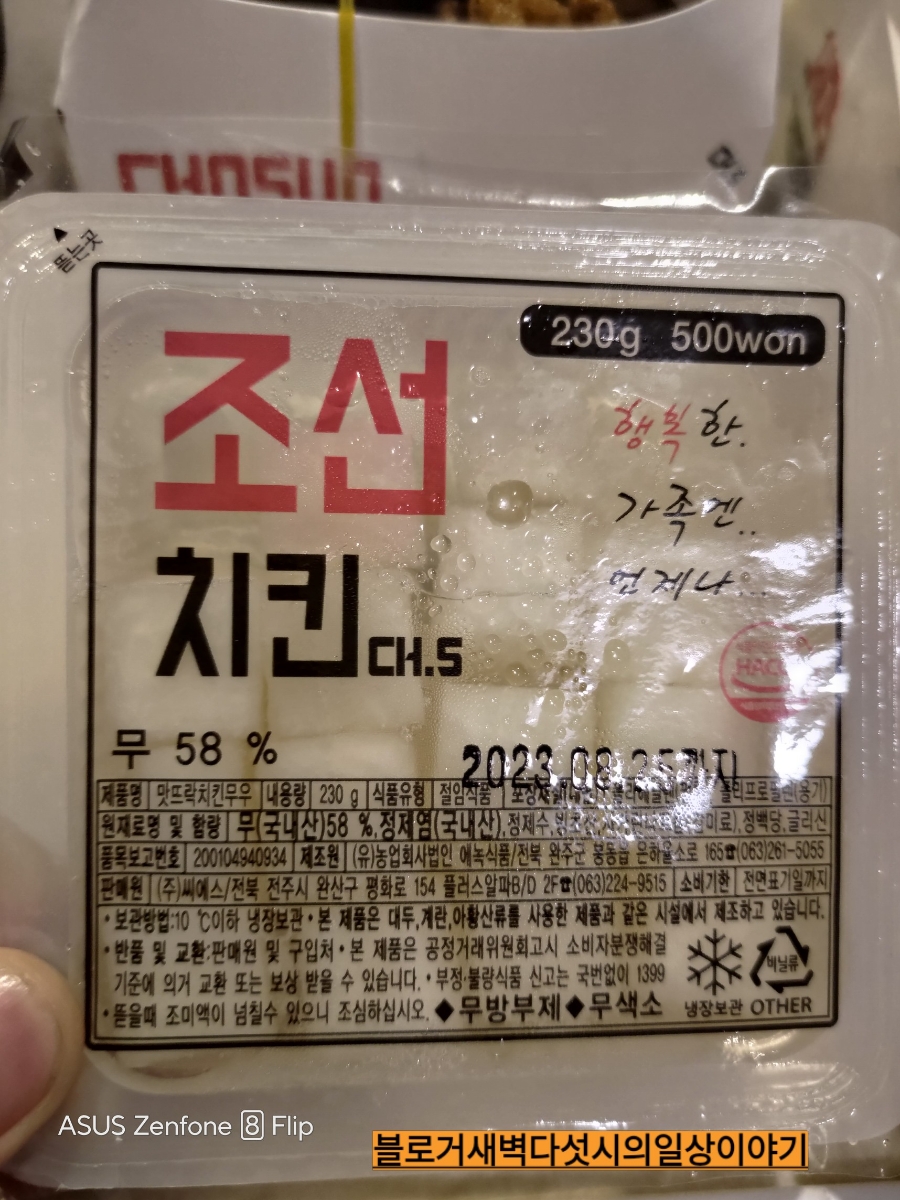 CHOSUN
▲
뜯는곳
230g 500won
조선
치킨CH.S
행복한.
가족엔..
언제나...
HACCP
무 58 %
2023.08.25까지
제품명 맛뜨락치킨무우 내용량 230 g 식품유형 절임식품
원재료명 및 함량 무(국내산)58 %,정제염(국내산),정제수,빙초산,정백당,글리신
품목보고번호 200104940934 제조원 (유)농업회사법인 애녹식품/전북 완주군 봉동읍 은하울소로 165☎(063)261-5055
판매원 (주)씨에스/전북 전주시 완산구 평화로 154 플러스알파B/D 2F☎(063)224-9515 소비기한 전면표기일까지
•보관방법:10 ℃이하 냉장보관•본 제품은 대두,계란,아황산류를 사용한 제품과 같은 시설에서 제조하고 있습니다.
•반품 및 교환:판매원 및 구입처•본 제품은 공정거래위원회고시 소비자분쟁해결
기준에 의거 교환 또는 보상 받을 수 있습니다.•부정·불량식품 신고는 국번없이 1399
•뜯을때 조미액이 넘칠수 있으니 조심하십시오.◆무방부제◆무색소
비닐류
냉장보관 OTHER
ASUS Zenfone 8 Flip
블로거새벽다섯시의일상이야기